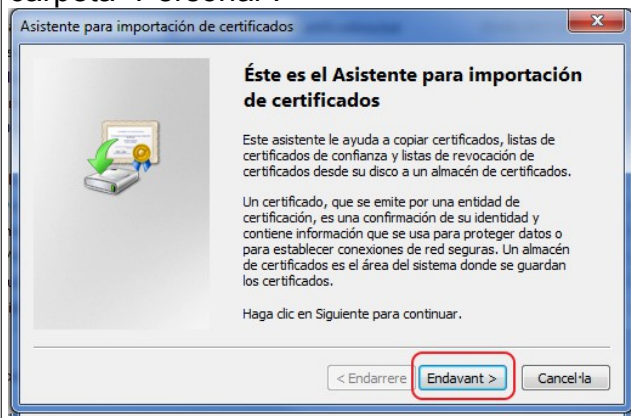 Asistente para importación de certificados
Éste es el Asistente para importación
de certificados
Este asistente le ayuda a copiar certificados, listas de
certificados de confianza y listas de revocación de
certificados desde su disco a un almacén de certificados.
Un certificado, que se emite por una entidad de
certificación, es una confirmación de su identidad y
contiene información que se usa para proteger datos o
para establecer conexiones de red seguras. Un almacén
de certificados es el área del sistema donde se guardan
los certificados.
Haga clic en Siguiente para continuar.
< Endarrere Endavant > Cancel·la